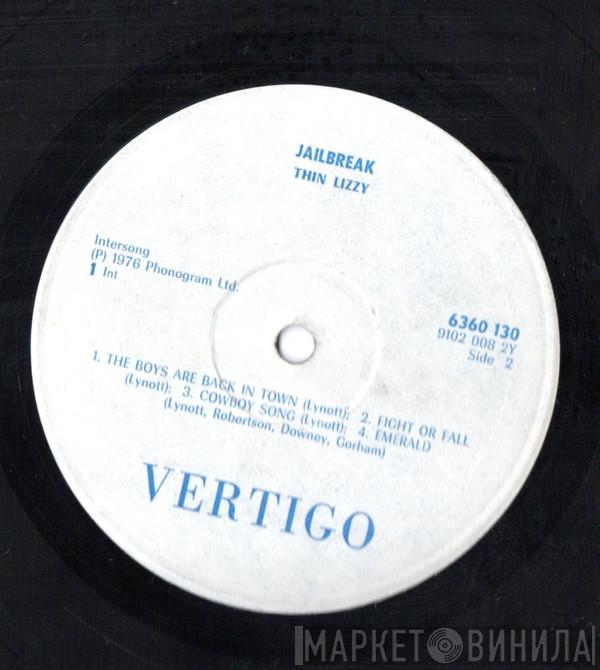 JAILBREAK
THIN LIZZY
Intersong
(P) 1976 Phonogram Ltd.
1 Int
6360 130
9102 008 2Y
Side 2
1. THE BOYS ARE BACK IN TOWN (Lynott); 2. FIGHT OR FALL
(Lynott); 3. COWBOY SONG (Lynott); 4. EMERALD
(Lynott, Robertson, Downey, Gorham)
VERTIGO
МАРКЕТ ВИНИЛА